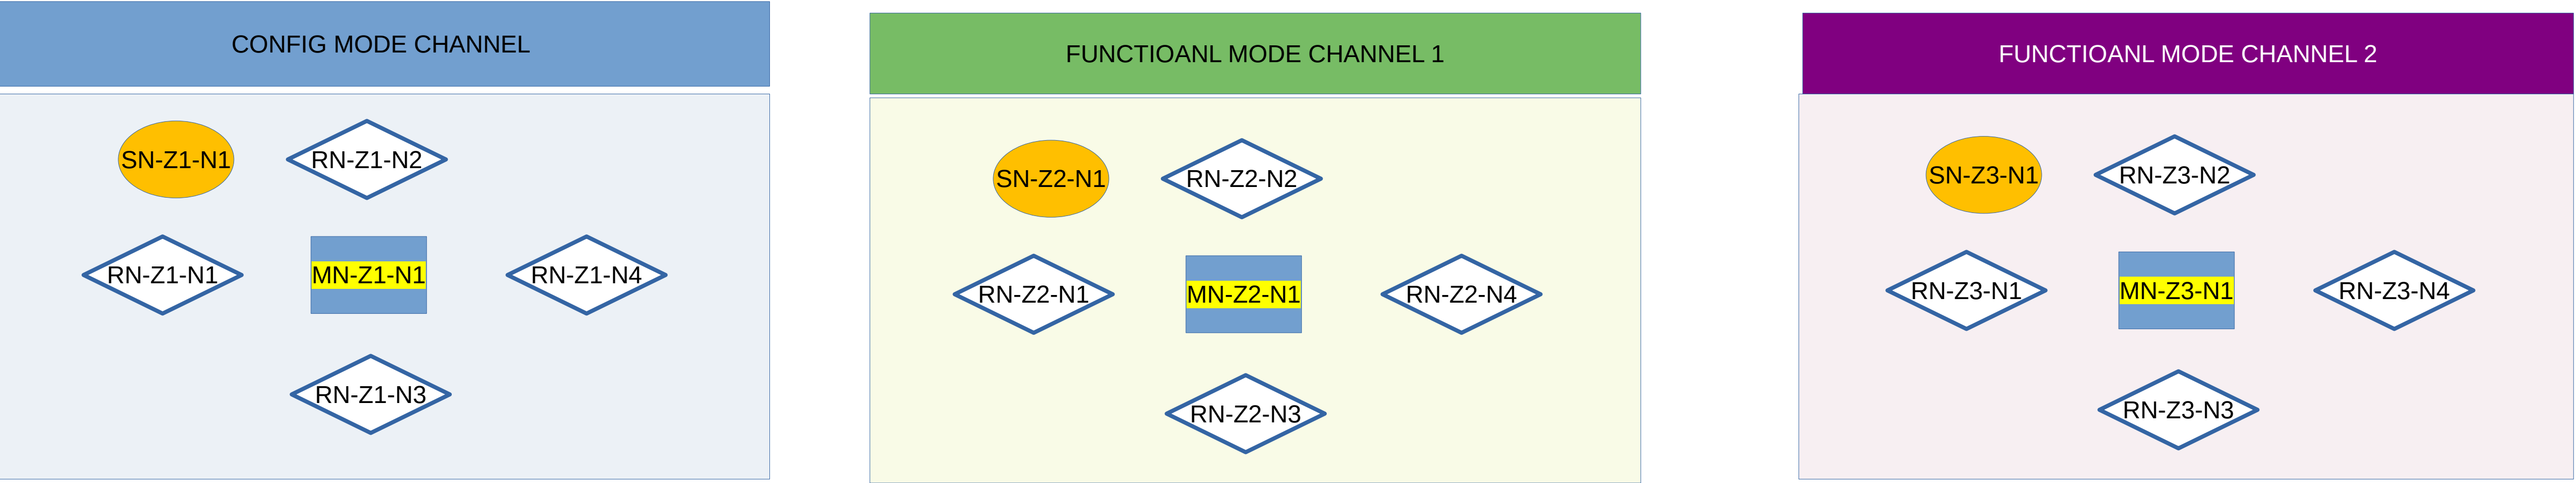 CONFIG MODE CHANNEL
SN-Z1-N1
RN-Z1-N2
RN-Z1-N1
MN-Z1-N1
RN-Z1-N4
RN-Z1-N3
FUNCTIOANL MODE CHANNEL 1
SN-Z2-N1
RN-Z2-N2
RN-Z2-N1
MN-Z2-N1
RN-Z2-N4
RN-Z2-N3
FUNCTIOANL MODE CHANNEL 2
SN-Z3-N1
RN-Z3-N2
RN-Z3-N1
MN-Z3-N1
RN-Z3-N4
RN-Z3-N3